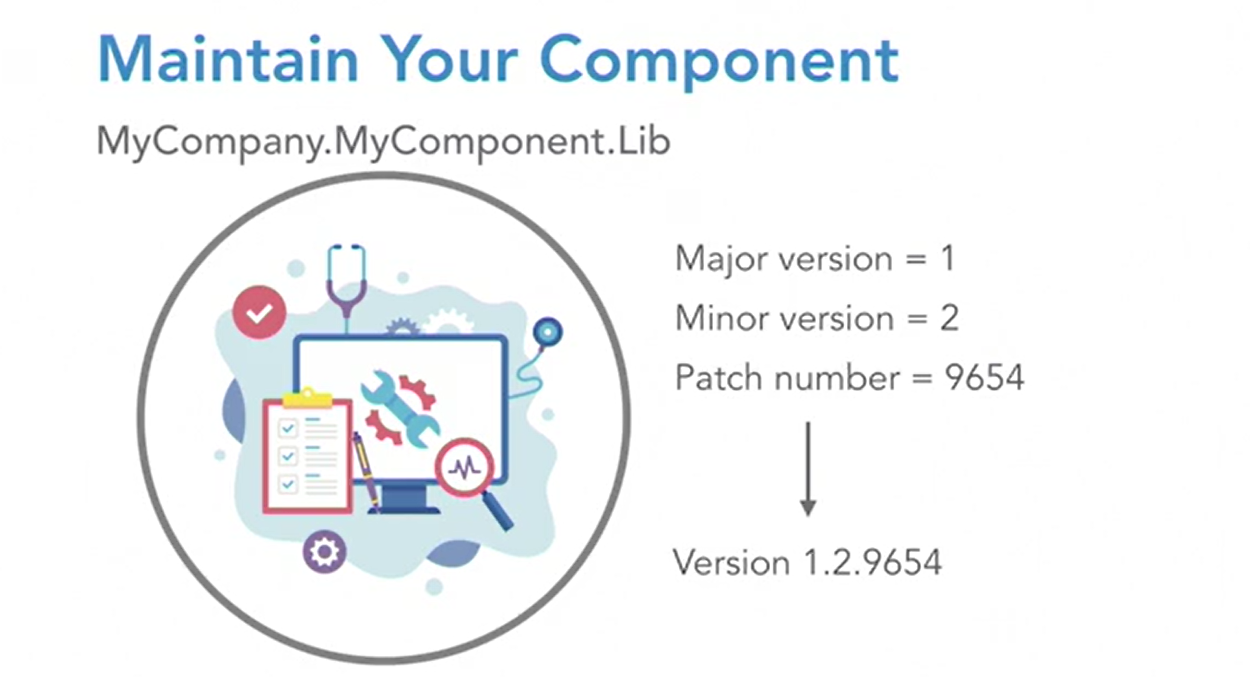 Maintain Your Component
MyCompany.MyComponent.Lib
Major version = 1
Minor version = 2
Patch number = 9654
Version 1.2.9654